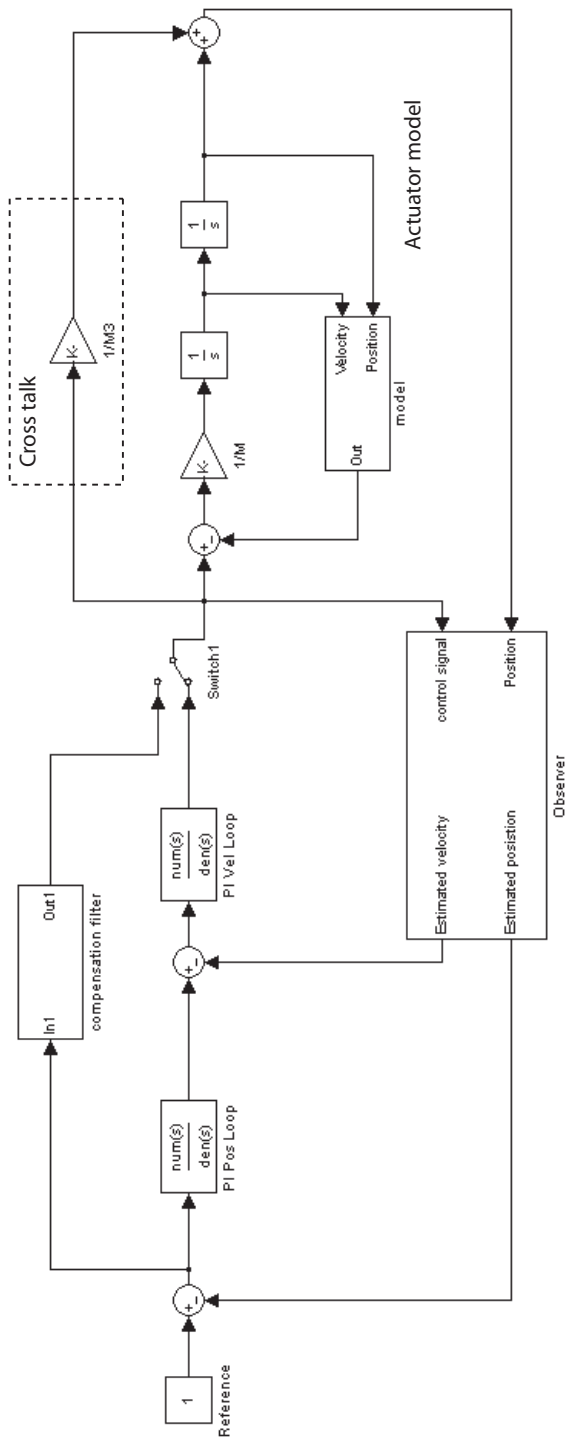 1
Reference
In1
Out1
compensation filter
num(s)
den(s)
PI Pos Loop
num(s)
den(s)
PI Vel Loop
Switch1
Cross talk
K-
1/M3
K-
1/M
1
s
1
s
Velocity
Position
Out
model
Actuator model
Estimated velocity
control signal
Estimated posistion
Position
Observer